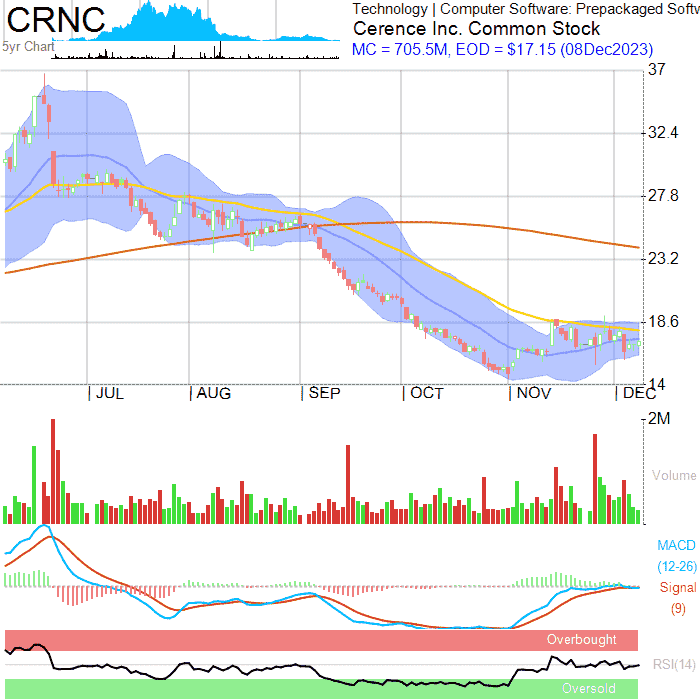 CRNC
5yr Chart
Technology | Computer Software: Prepackaged Softw
Cerence Inc. Common Stock
MC = 705.5M, EOD = $17.15 (08Dec2023)
37
32.4
27.8
23.2
18.6
14
JUL AUG SEP OCT NOV DEC
2M
Volume
MACD
(12-26)
Signal
(9)
Overbought
RSI(14)
Oversold